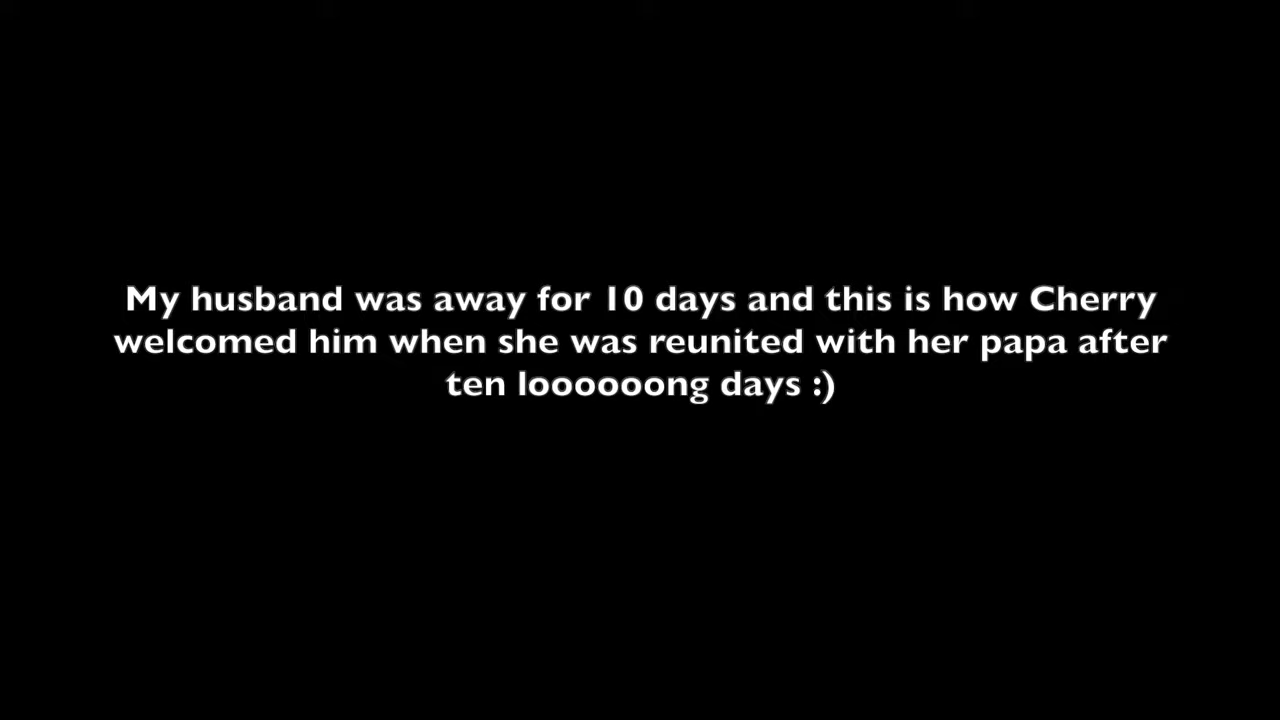 My husband was away for 10 days and this is how Cherry
welcomed him when she was reunited with her papa after
ten loooooong days :)